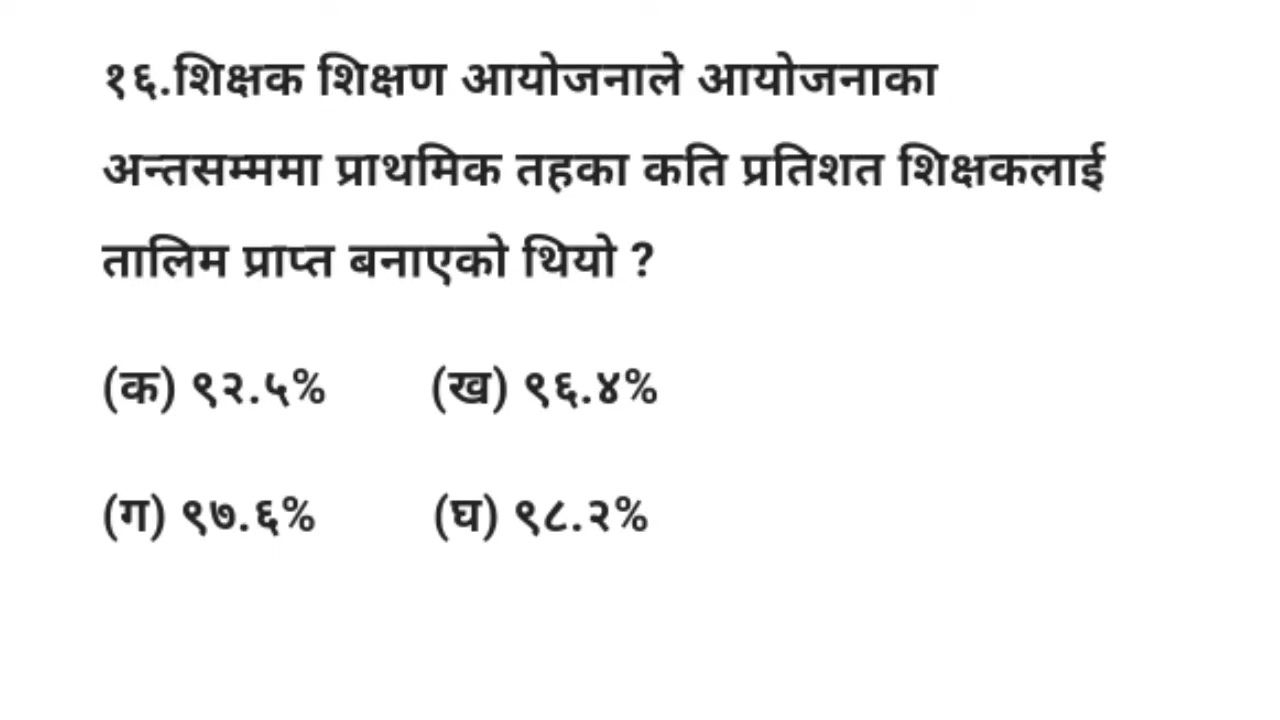 १६.शिक्षक शिक्षण आयोजनाले आयोजनाका
अन्तसम्ममा प्राथमिक तहका कति प्रतिशत शिक्षकलाई
तालिम प्राप्त बनाएको थियो ?
(क) ९२.५% (ख) ९६.४%
(ग) ९७.६% (घ) ९८.२%